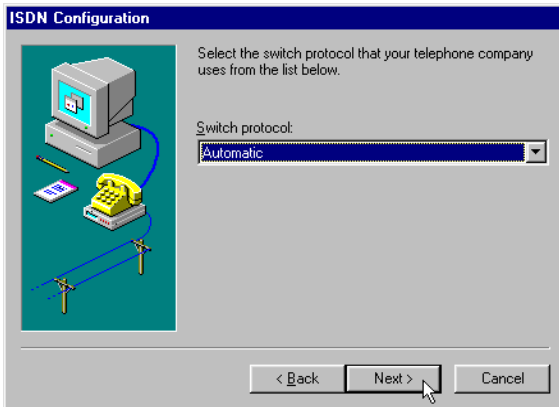 ISDN Configuration
Select the switch protocol that your telephone company
uses from the list below.
Switch protocol:
Automatic
< Back
Next >
Cancel